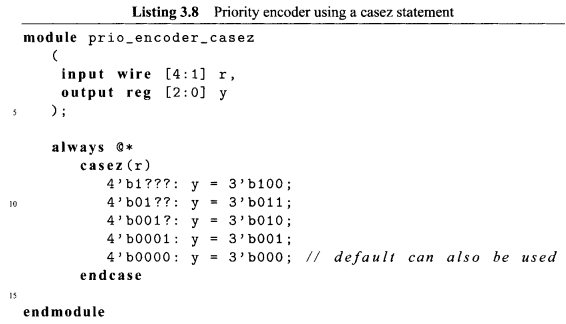 Listing 3.8 Priority encoder using a casez statement
module prio_encoder_casez
(
input wire [4:1] r,
output reg [2:0] y
5 );
always @*
casez(r)
4'b1???: y = 3'b100;
10 4'b01??: y = 3'b011;
4'b001?: y = 3'b010;
4'b0001: y = 3'b001;
4'b0000: y = 3'b000; // default can also be used
endcase
15
endmodule